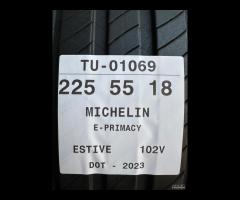 TU-01069
225 55 18
MICHELIN
E-PRIMACY
ESTIVE 102V
DOT - 2023